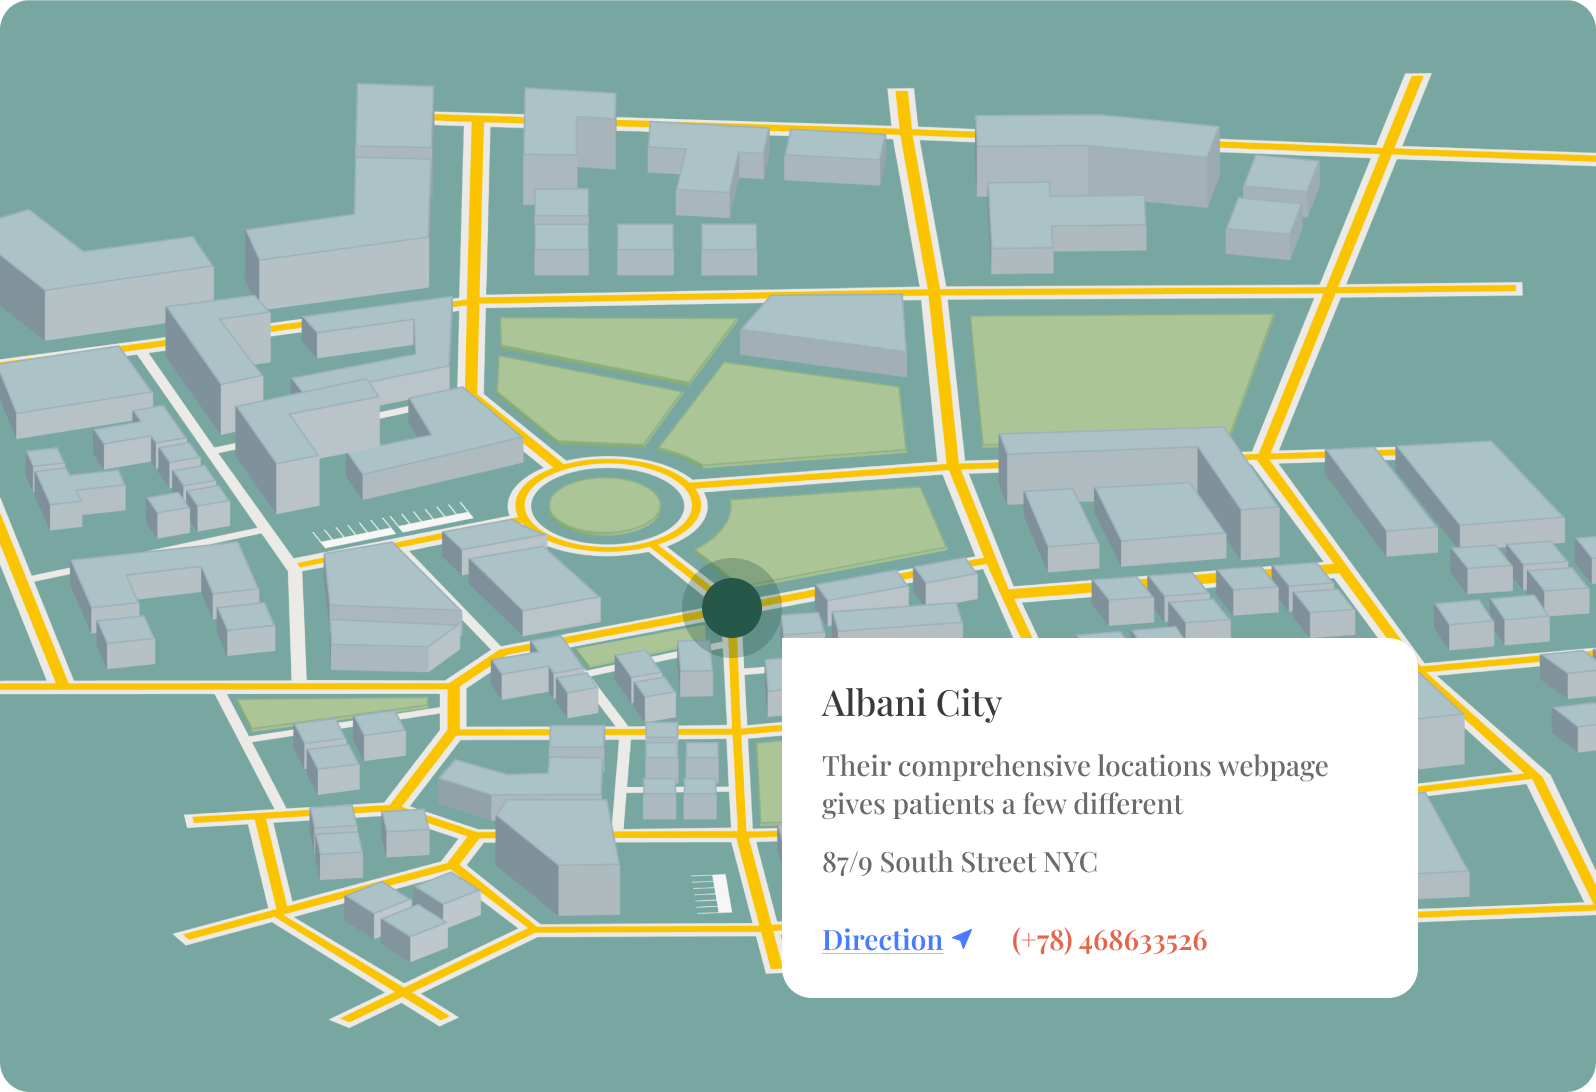 Albani City
Their comprehensive locations webpage
gives patients a few different
87/9 South Street NYC
Direction
(+78) 468633526